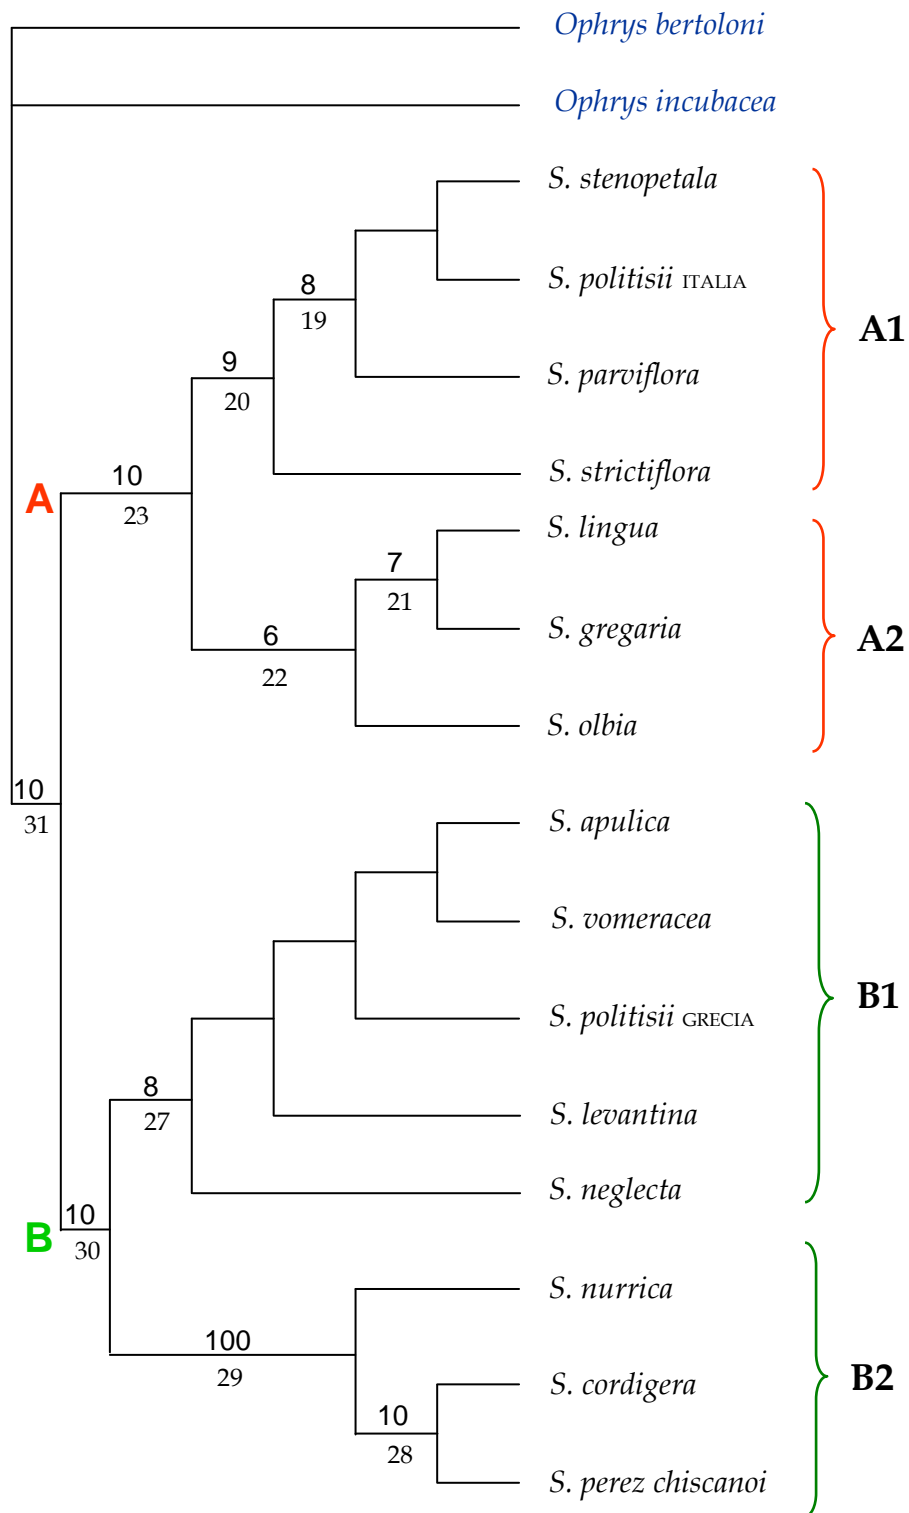 Ophrys bertoloni
Ophrys incubacea
S. stenopetala
S. politisii ITALIA
8
19
A1
9
S. parviflora
20
S. strictiflora
10
A
23
S. lingua
7
21
S. gregaria
A2
6
22
S. olbia
10
31
S. apulica
S. vomeracea
B1
S. politisii GRECIA
8
27
S. levantina
S. neglecta
10
B
30
S. nurrica
100
29
B2
S. cordigera
10
28
S. perez chiscanoi